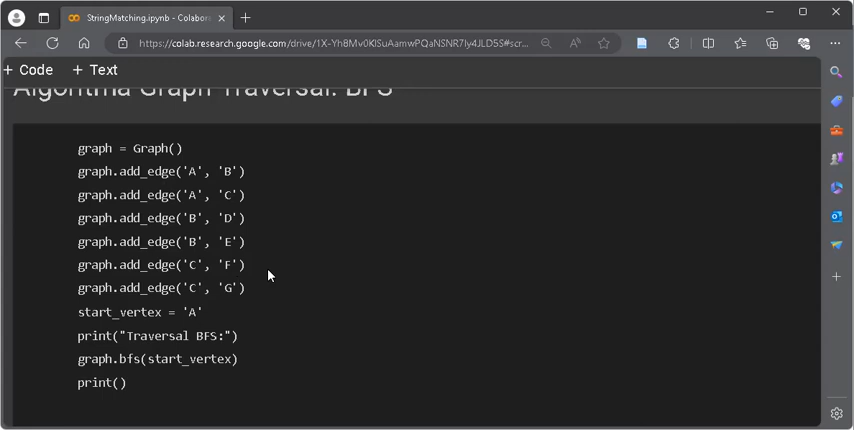 StringMatching.ipynb - Colabora
https://colab.research.google.com/drive/1X-Yh8Mv0KlSuAamwPQaNSNR7ly4JLD5S#scr...
+ Code + Text
Algoritma Graph Traversal: BFS
graph = Graph()
graph.add_edge('A', 'B')
graph.add_edge('A', 'C')
graph.add_edge('B', 'D')
graph.add_edge('B', 'E')
graph.add_edge('C', 'F')
graph.add_edge('C', 'G')
start_vertex = 'A'
print("Traversal BFS:")
graph.bfs(start_vertex)
print()